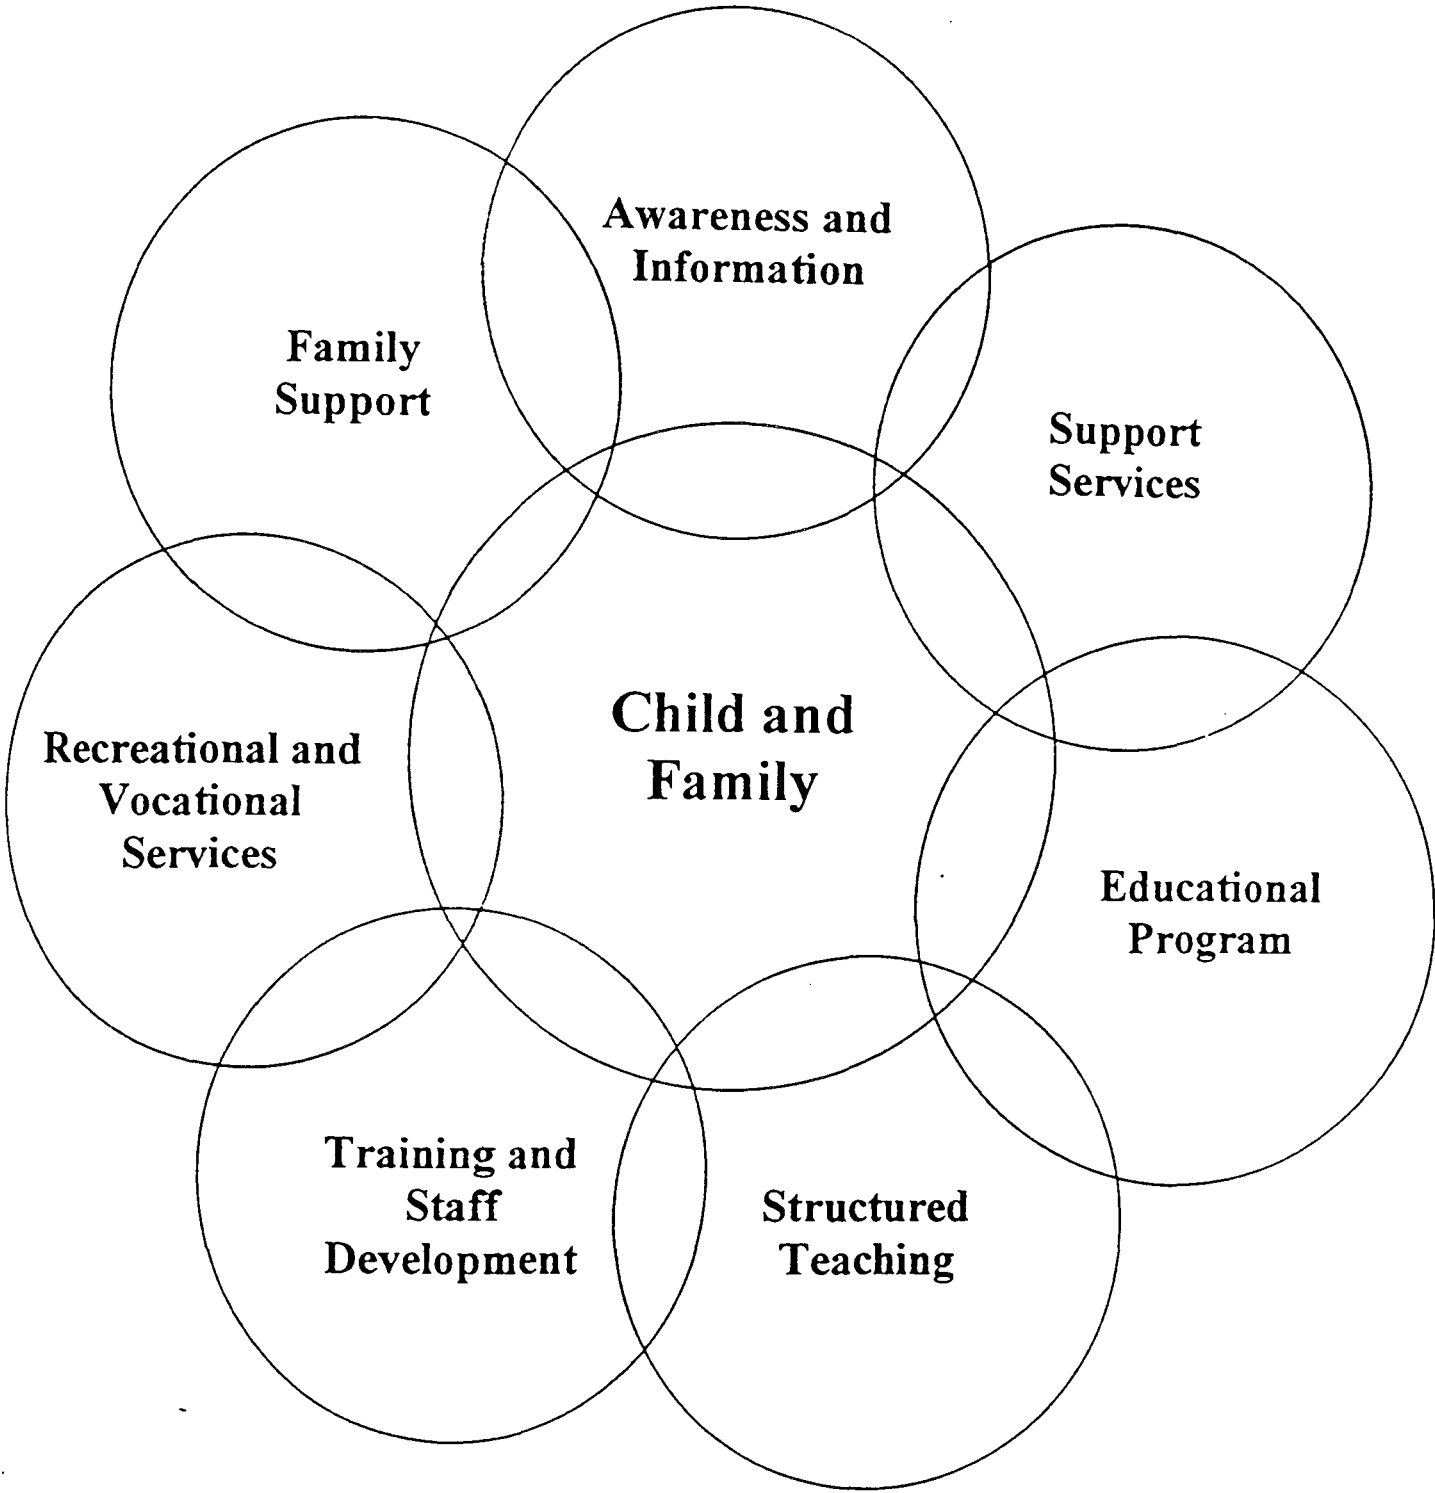 Awareness and
Information
Family
Support
Support
Services
Child and
Family
Recreational and
Vocational
Services
Educational
Program
Training and
Staff
Development
Structured
Teaching